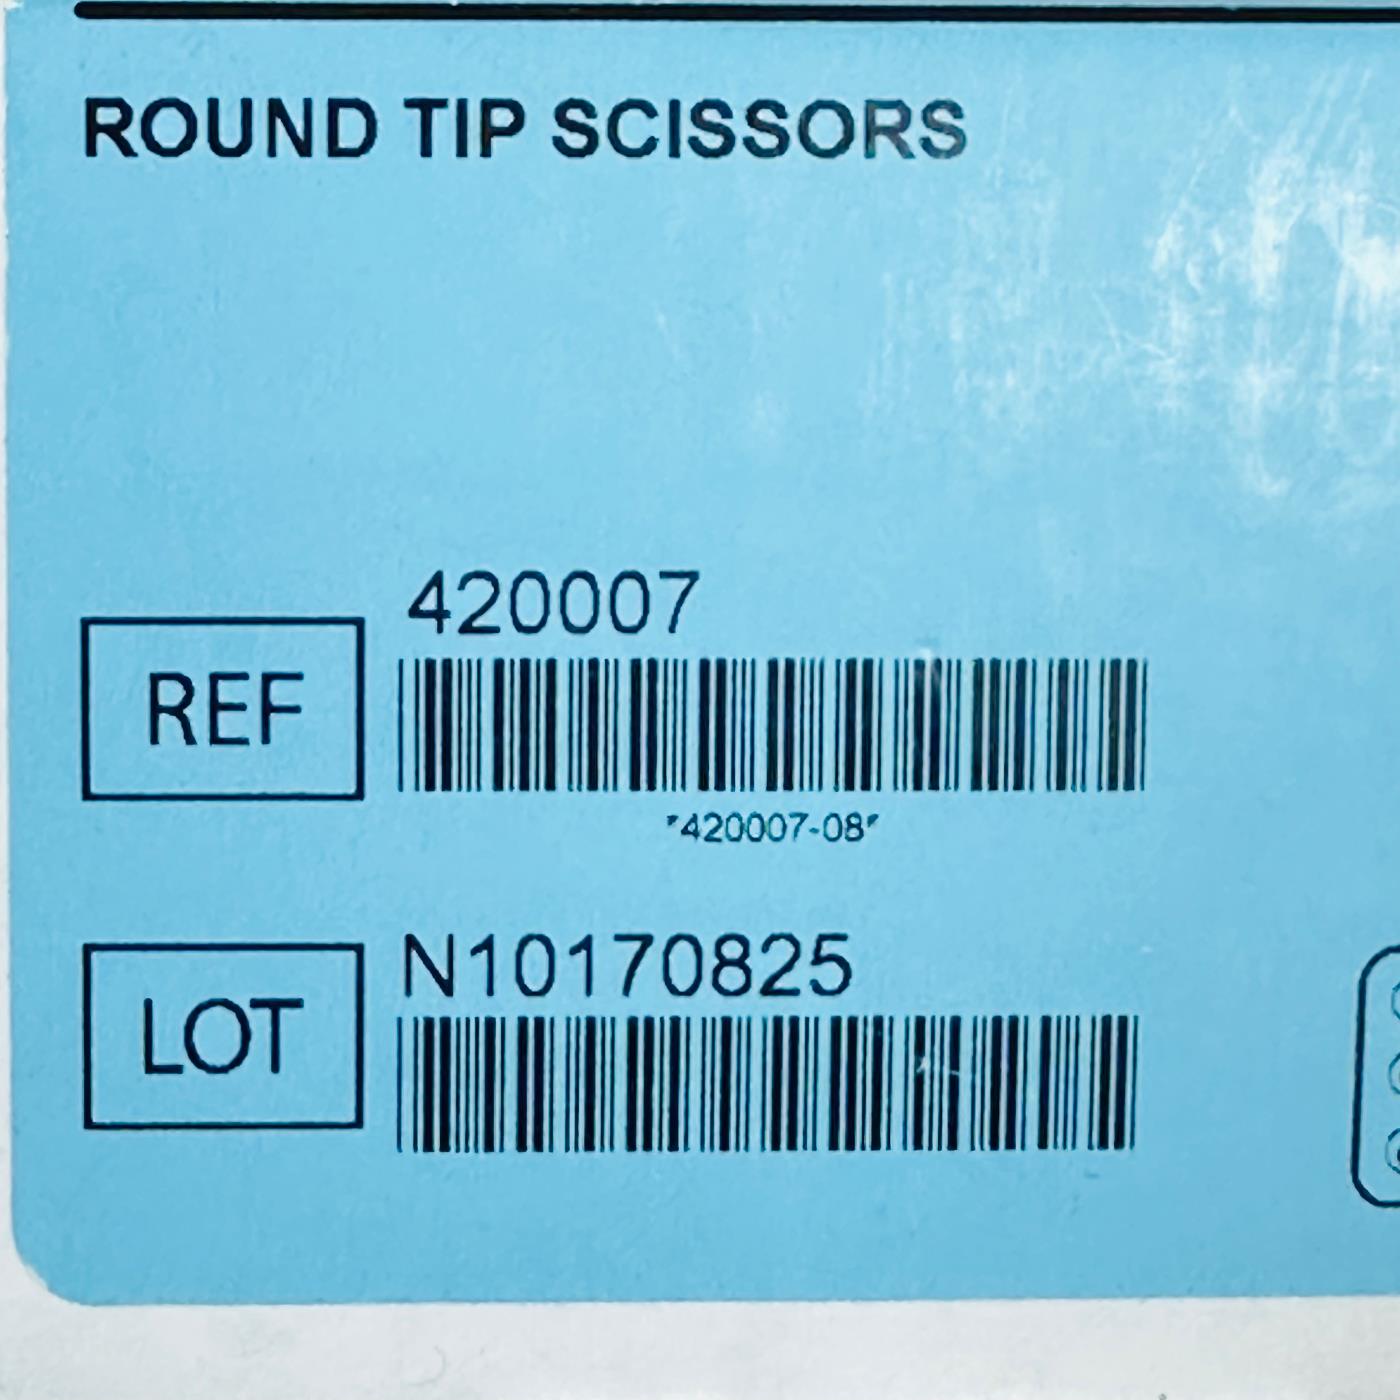 ROUND TIP SCISSORS
420007
REF
*420007-08*
N10170825
LOT